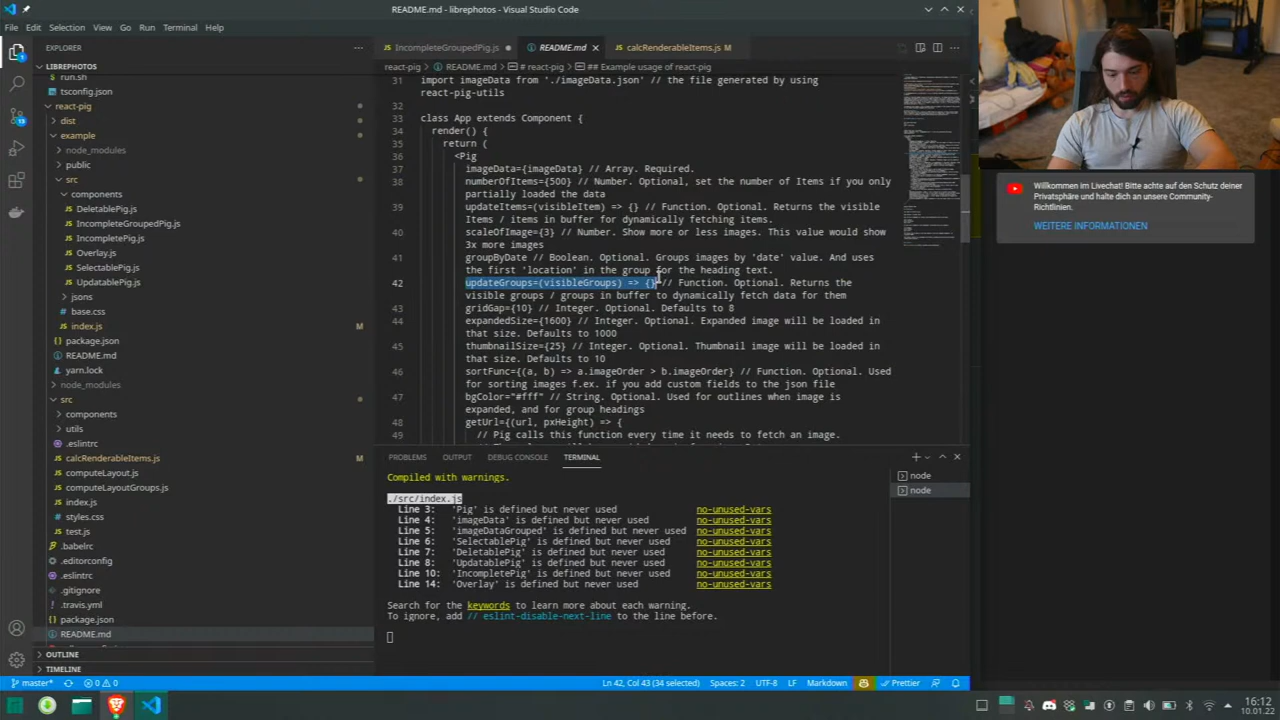 README.md - librephotos - Visual Studio Code
File Edit Selection View Go Run Terminal Help
EXPLORER
LIBREPHOTOS
run.sh
tsconfig.json
react-pig
dist
example
node_modules
public
src
components
DeletablePig.js
IncompleteGroupedPig.js
IncompletePig.js
Overlay.js
SelectablePig.js
UpdatablePig.js
jsons
base.css
index.js
package.json
README.md
yarn.lock
node_modules
src
components
utils
.eslintrc
calcRenderableItems.js M
computeLayout.js
computeLayoutGroups.js
index.js
styles.css
test.js
.babelrc
.editorconfig
.eslintrc
.gitignore
.travis.yml
package.json
README.md
OUTLINE
TIMELINE
IncompleteGroupedPig.js README.md calcRenderableItems.js M
react-pig > README.md > # react-pig > ## Example usage of react-pig
31 import imageData from './imageData.json' // the file generated by using
react-pig-utils
32
33 class App extends Component {
34 render() {
35 return (
36 <Pig
37 imageData={imageData} // Array. Required.
38 numberOfItems={500} // Number. Optional, set the number of Items if you only
partially loaded the data
39 updateItems=(visibleItem) => {} // Function. Optional. Returns the visible
Items / items in buffer for dynamically fetching items.
40 scaleOfImage={3} // Number. Show more or less images. This value would show
3x more images
41 groupByDate // Boolean. Optional. Groups images by 'date' value. And uses
the first 'location' in the group for the heading text.
42 updateGroups=(visibleGroups) => {} // Function. Optional. Returns the
visible groups / groups in buffer to dynamically fetch data for them
43 gridGap={10} // Integer. Optional. Defaults to 8
44 expandedSize={1600} // Integer. Optional. Expanded image will be loaded in
that size. Defaults to 1000
45 thumbnailSize={25} // Integer. Optional. Thumbnail image will be loaded in
that size. Defaults to 10
46 sortFunc={(a, b) => a.imageOrder > b.imageOrder} // Function. Optional. Used
for sorting images f.ex. if you add custom fields to the json file
47 bgColor="#fff" // String. Optional. Used for outlines when image is
expanded, and for group headings
48 getUrl={(url, pxHeight) => {
49 // Pig calls this function every time it needs to fetch an image.
PROBLEMS OUTPUT DEBUG CONSOLE TERMINAL
Compiled with warnings.
./src/index.js
Line 3: 'Pig' is defined but never used no-unused-vars
Line 4: 'imageData' is defined but never used no-unused-vars
Line 5: 'imageDataGrouped' is defined but never used no-unused-vars
Line 6: 'SelectablePig' is defined but never used no-unused-vars
Line 7: 'DeletablePig' is defined but never used no-unused-vars
Line 8: 'UpdatablePig' is defined but never used no-unused-vars
Line 10: 'IncompletePig' is defined but never used no-unused-vars
Line 14: 'Overlay' is defined but never used no-unused-vars
Search for the keywords to learn more about each warning.
To ignore, add // eslint-disable-next-line to the line before.
node
node
master* 0 0 Ln 42, Col 43 (34 selected) Spaces: 2 UTF-8 LF Markdown Prettier
Willkommen im Livechat! Bitte achte auf den Schutz deiner
Privatsphäre und halte dich an unsere Community-
Richtlinien.
WEITERE INFORMATIONEN
16:12
10.01.22